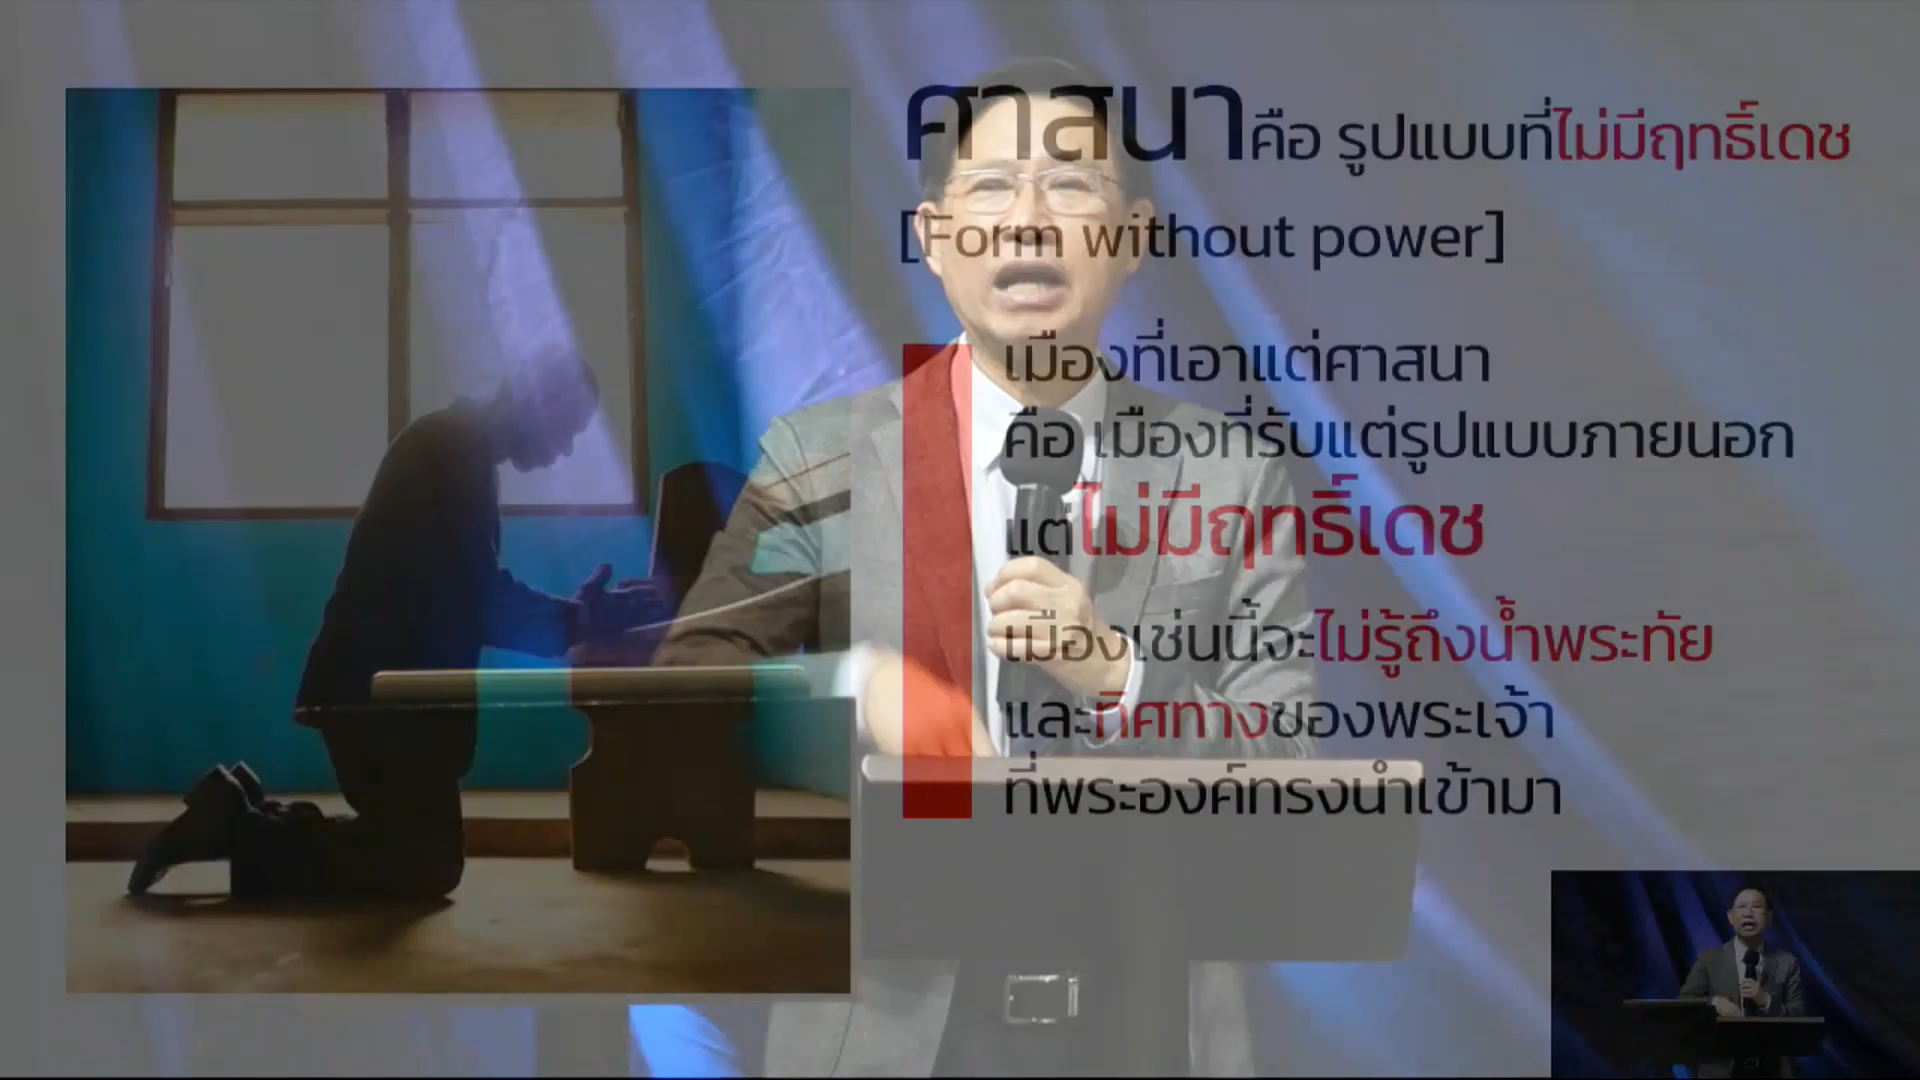 ศาสนาคือ รูปแบบที่ไม่มีฤทธิ์เดช
[Form without power]
เมืองที่เอาแต่ศาสนา
คือ เมืองที่รับแต่รูปแบบภายนอก
แต่ไม่มีฤทธิ์เดช
เมืองเช่นนี้จะไม่รู้ถึงน้ำพระทัย
และทิศทางของพระเจ้า
ที่พระองค์ทรงนำเข้ามา